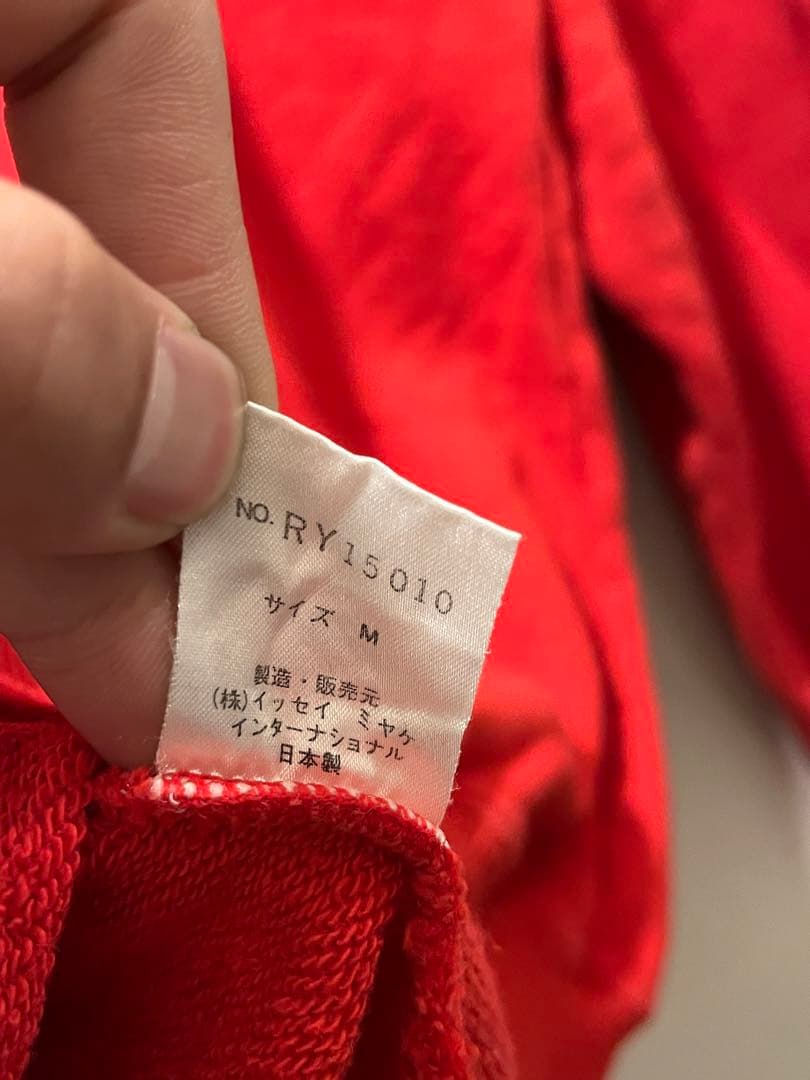 NO. RY15010
サイズ M
製造・販売元
(株)イッセイ ミヤケ
インターナショナル
日本製